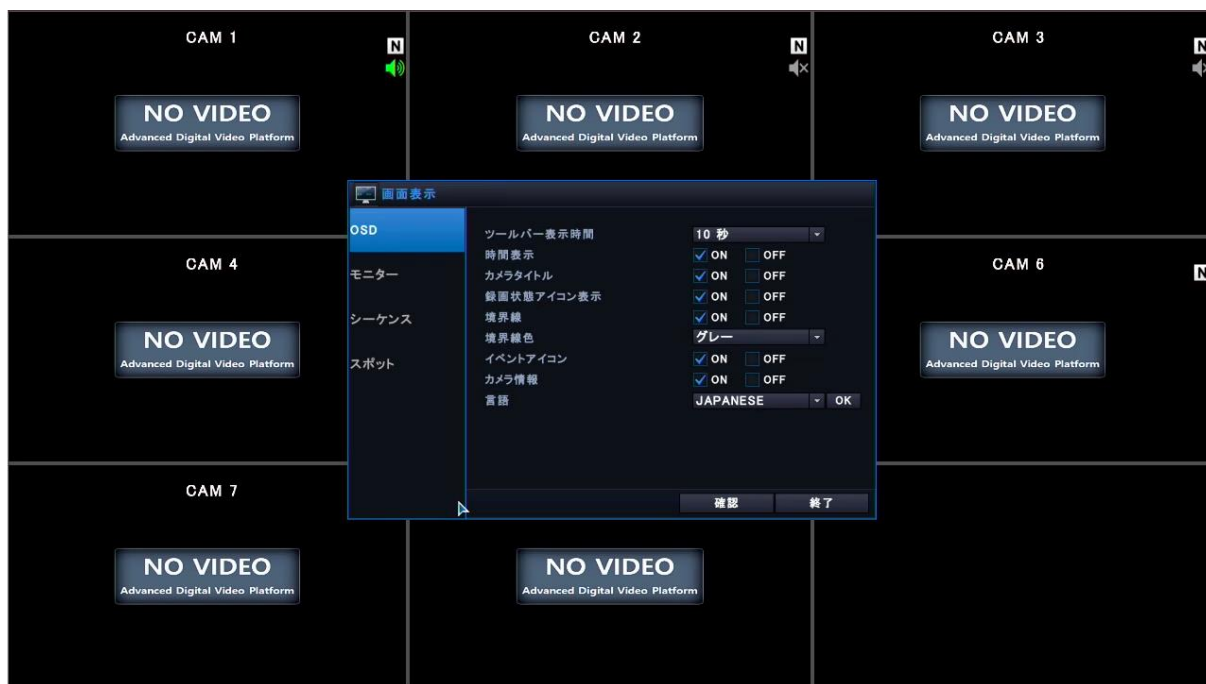 CAM 1
N
CAM 2
N
CAM 3
N
NO VIDEO
Advanced Digital Video Platform
NO VIDEO
Advanced Digital Video Platform
NO VIDEO
Advanced Digital Video Platform
画面表示
OSD
モニター
シーケンス
スポット
ツールバー表示時間 10 秒
時間表示 ON OFF
カメラタイトル ON OFF
録画状態アイコン表示 ON OFF
境界線 ON OFF
境界線色 グレー
イベントアイコン ON OFF
カメラ情報 ON OFF
言語 JAPANESE OK
確認 終了
CAM 4
CAM 6
N
NO VIDEO
Advanced Digital Video Platform
NO VIDEO
Advanced Digital Video Platform
CAM 7
NO VIDEO
Advanced Digital Video Platform
NO VIDEO
Advanced Digital Video Platform